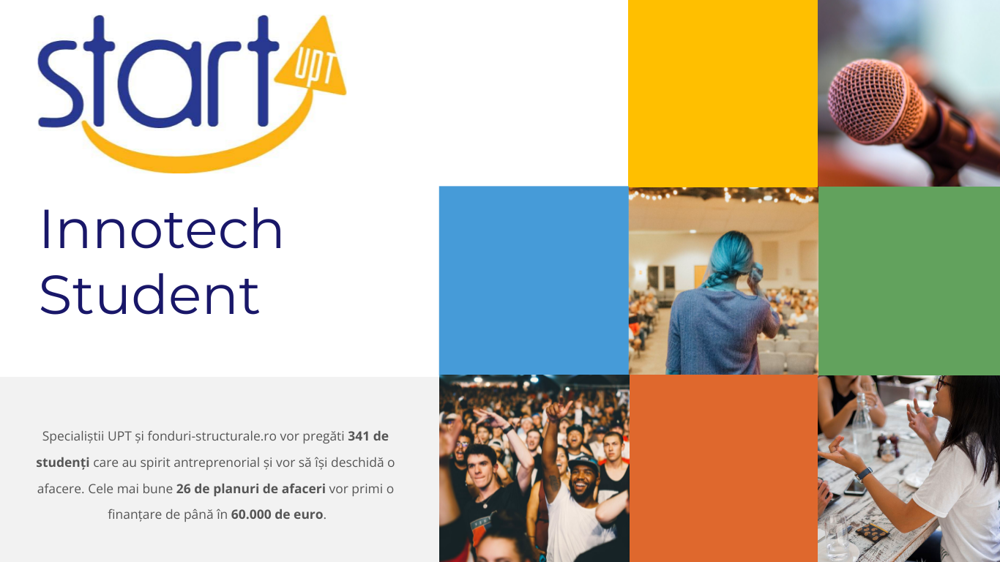 start
UPT
Innotech
Student
Specialiștii UPT și fonduri-structurale.ro vor pregăti 341 de
studenți care au spirit antreprenorial și vor să își deschidă o
afacere. Cele mai bune 26 de planuri de afaceri vor primi o
finanțare de până în 60.000 de euro.